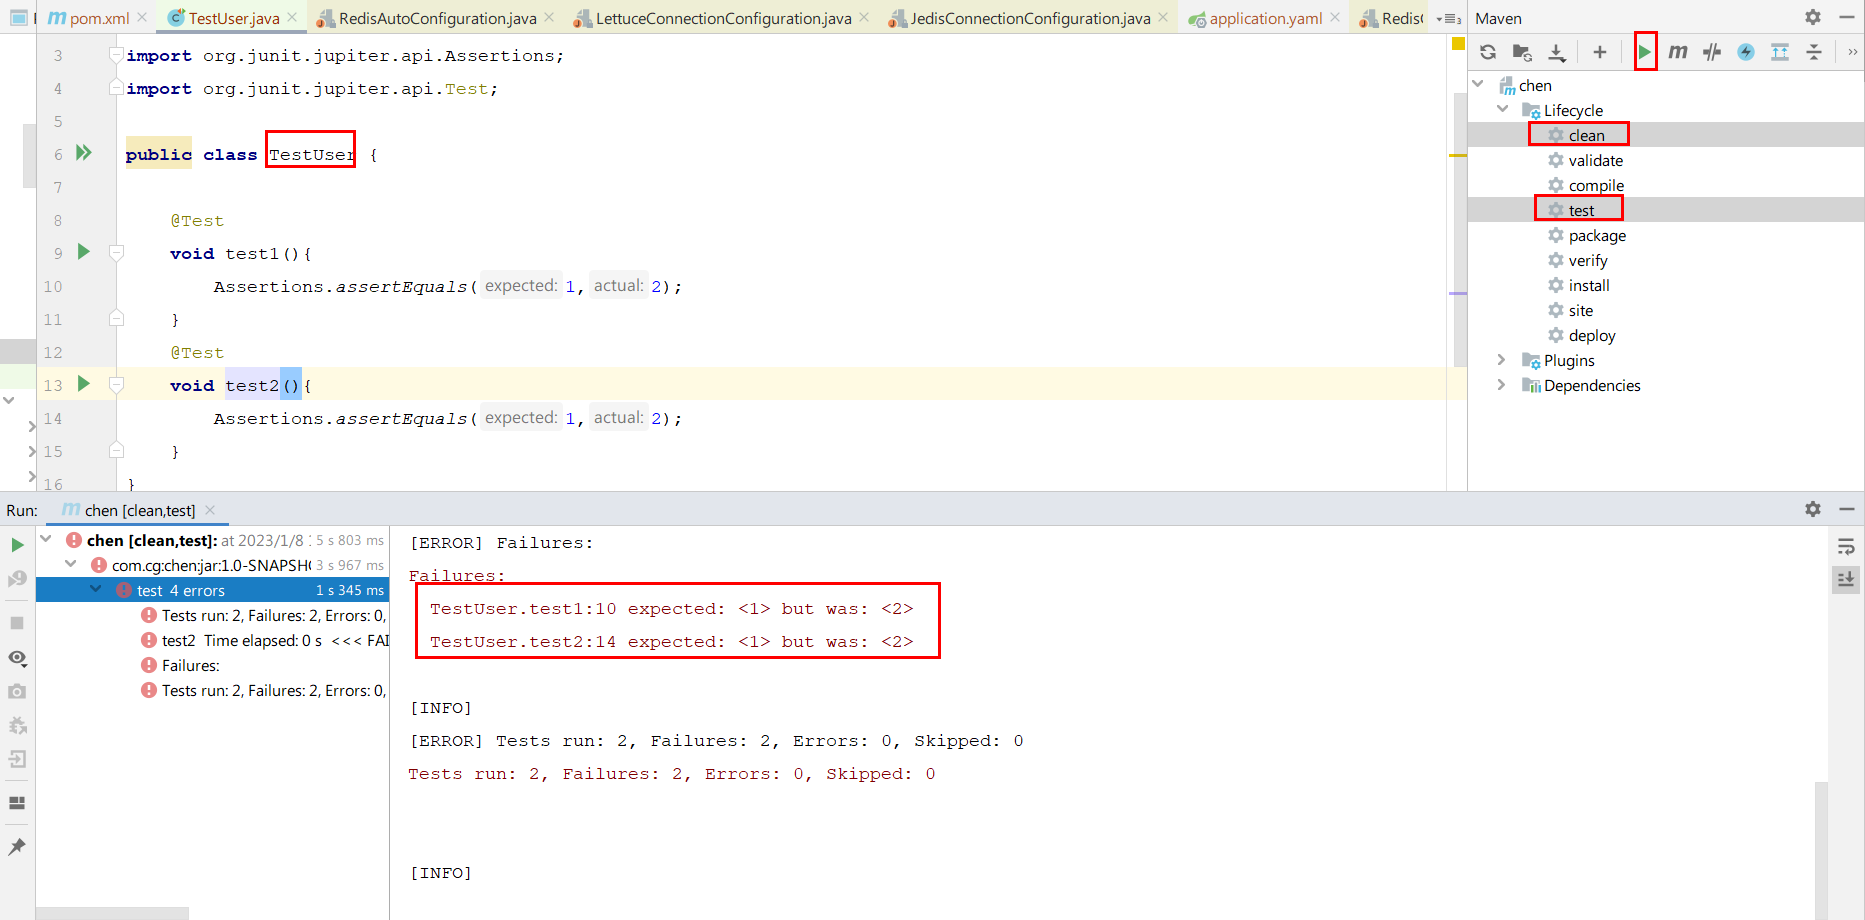 pom.xml
TestUser.java
RedisAutoConfiguration.java
LettuceConnectionConfiguration.java
JedisConnectionConfiguration.java
application.yaml
Maven
3 import org.junit.jupiter.api.Assertions;
4 import org.junit.jupiter.api.Test;
5
6 public class TestUser {
7
8 @Test
9 void test1(){
10 Assertions.assertEquals( expected: 1, actual: 2);
11 }
12 @Test
13 void test2(){
14 Assertions.assertEquals( expected: 1, actual: 2);
15 }
16 }
chen
Lifecycle
clean
validate
compile
test
package
verify
install
site
deploy
Plugins
Dependencies
Run: chen [clean,test]
chen [clean,test]: at 2023/1/8 5 s 803 ms
com.cg:chen:jar:1.0-SNAPSHO 3 s 967 ms
test 4 errors 1 s 345 ms
Tests run: 2, Failures: 2, Errors: 0,
test2 Time elapsed: 0 s <<< FAI
Failures:
Tests run: 2, Failures: 2, Errors: 0,
[ERROR] Failures:
Failures:
TestUser.test1:10 expected: <1> but was: <2>
TestUser.test2:14 expected: <1> but was: <2>
[INFO]
[ERROR] Tests run: 2, Failures: 2, Errors: 0, Skipped: 0
Tests run: 2, Failures: 2, Errors: 0, Skipped: 0
[INFO]